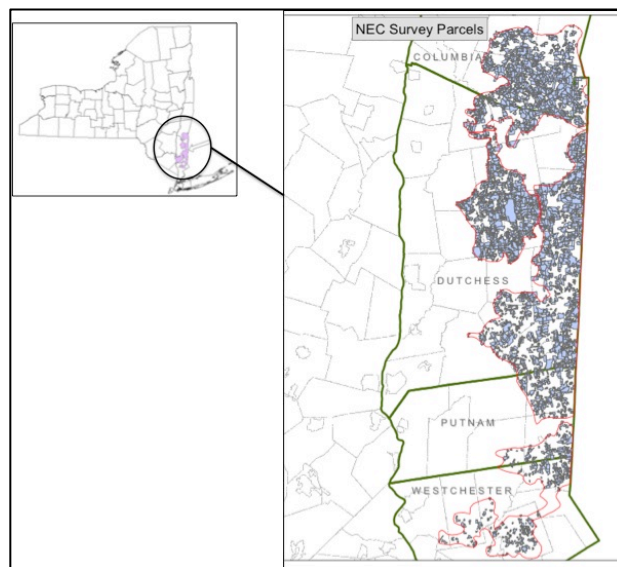 NEC Survey Parcels
COLUMBIA
DUTCHESS
PUTNAM
WESTCHESTER